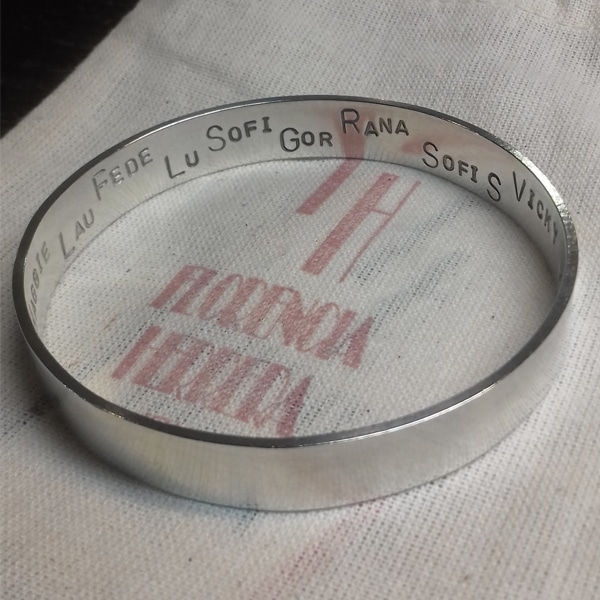 Lau
Fede
Lu
Sofi
Gor
Rana
Sofi S
Vicky
FH
FLORENCIA
HERRERA